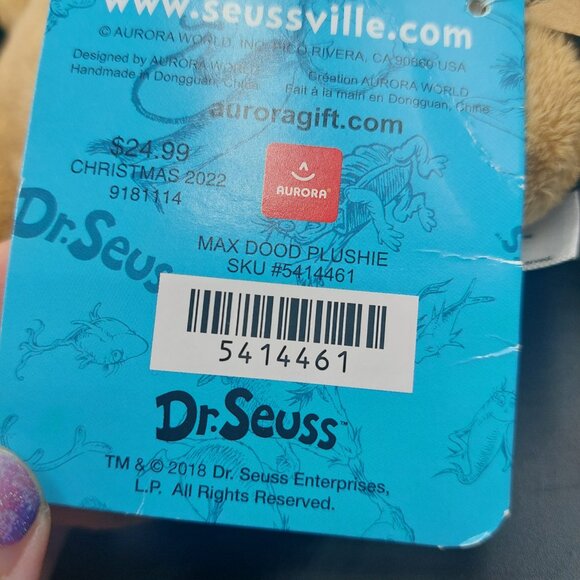 www.seussville.com
© AURORA WORLD, INC. PICO RIVERA, CA 90660 USA
Designed by AURORA WORLD
Handmade in Dongguan, China
Création AURORA WORLD
Fait à la main en Dongguan, Chine
auroragift.com
$24.99
CHRISTMAS 2022
9181114
AURORA®
Dr. Seuss
MAX DOOD PLUSHIE
SKU #5414461
5414461
Dr. Seuss™
TM & © 2018 Dr. Seuss Enterprises,
L.P. All Rights Reserved.